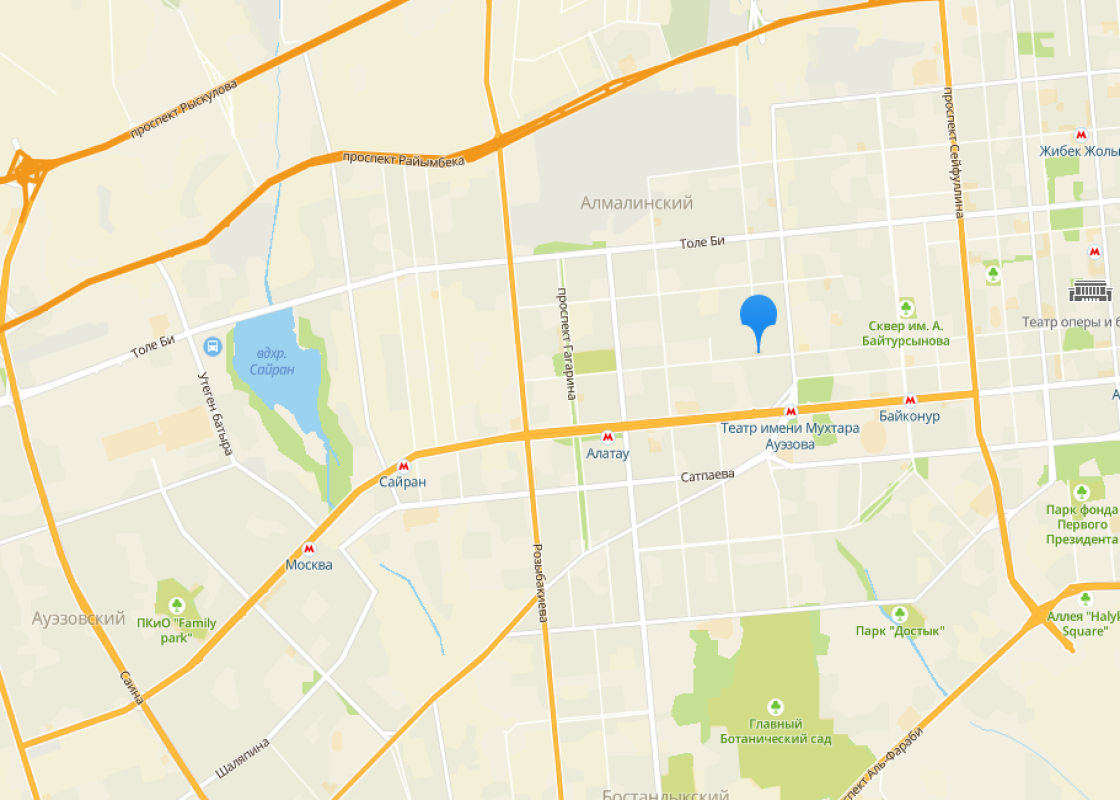 проспект Рыскулова
проспект Сейфуллина
Жибек Жолы
проспект Райымбека
Алмалинский
Толе Би
проспект Гагарина
Театр оперы и б
Сквер им. А.
Байтурсынова
Толе Би
вдхр.
Сайран
Утеген батыра
А
Байконур
Театр имени Мухтара
Ауэзова
Алатау
Сайран
Сатпаева
Парк фонда
Первого
Президента
Москва
Розыбакиева
Ауэзовский
ПКиО "Family
park"
Парк "Достык"
Аллея "Halyk
Square"
Саина
Главный
Ботанический сад
Шаляпина
спект Аль-Фараби
Бостандыкский